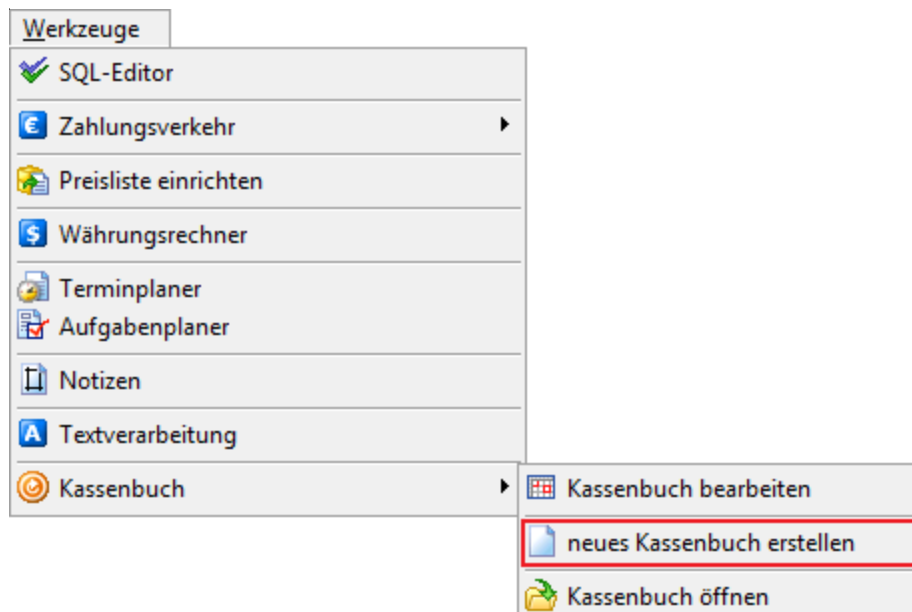 Werkzeuge
SQL-Editor
Zahlungsverkehr
Preisliste einrichten
Währungsrechner
Terminplaner
Aufgabenplaner
Notizen
Textverarbeitung
Kassenbuch
Kassenbuch bearbeiten
neues Kassenbuch erstellen
Kassenbuch öffnen